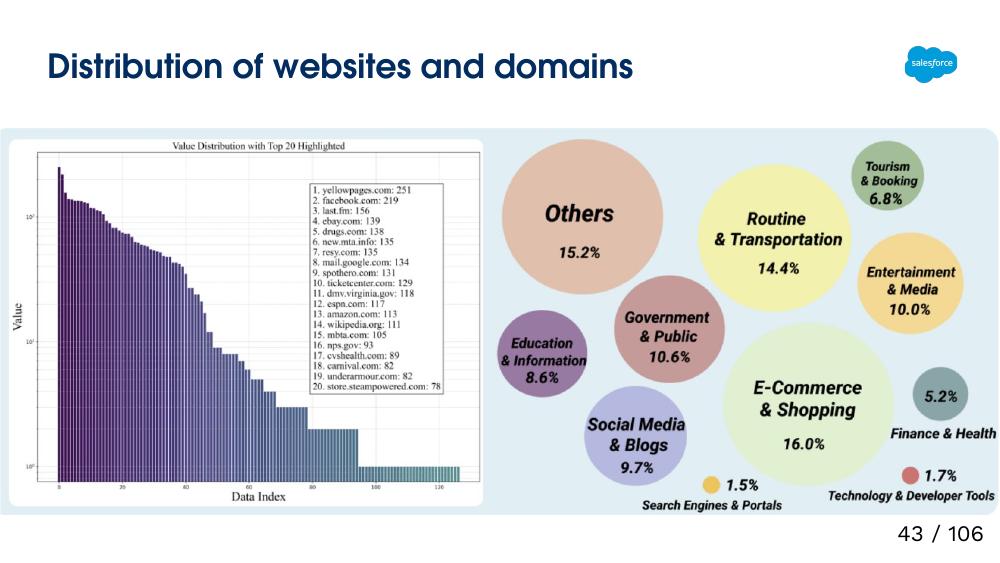 Distribution of websites and domains
salesforce
Value Distribution with Top 20 Highlighted
Value
10²
10¹
10⁰
0
20
40
60
80
100
120
Data Index
1. yellowpages.com: 251
2. facebook.com: 219
3. last.fm: 156
4. ebay.com: 139
5. drugs.com: 138
6. new.mta.info: 135
7. resy.com: 135
8. mail.google.com: 134
9. spothero.com: 131
10. ticketcenter.com: 129
11. dmv.virginia.gov: 118
12. espn.com: 117
13. amazon.com: 113
14. wikipedia.org: 111
15. mbta.com: 105
16. nps.gov: 93
17. cvshealth.com: 89
18. carnival.com: 82
19. underarmour.com: 82
20. store.steampowered.com: 78
Others
15.2%
Routine
& Transportation
14.4%
Tourism
& Booking
6.8%
Entertainment
& Media
10.0%
Government
& Public
10.6%
Education
& Information
8.6%
E-Commerce
& Shopping
16.0%
Social Media
& Blogs
9.7%
5.2%
Finance & Health
1.5%
Search Engines & Portals
1.7%
Technology & Developer Tools
43 / 106